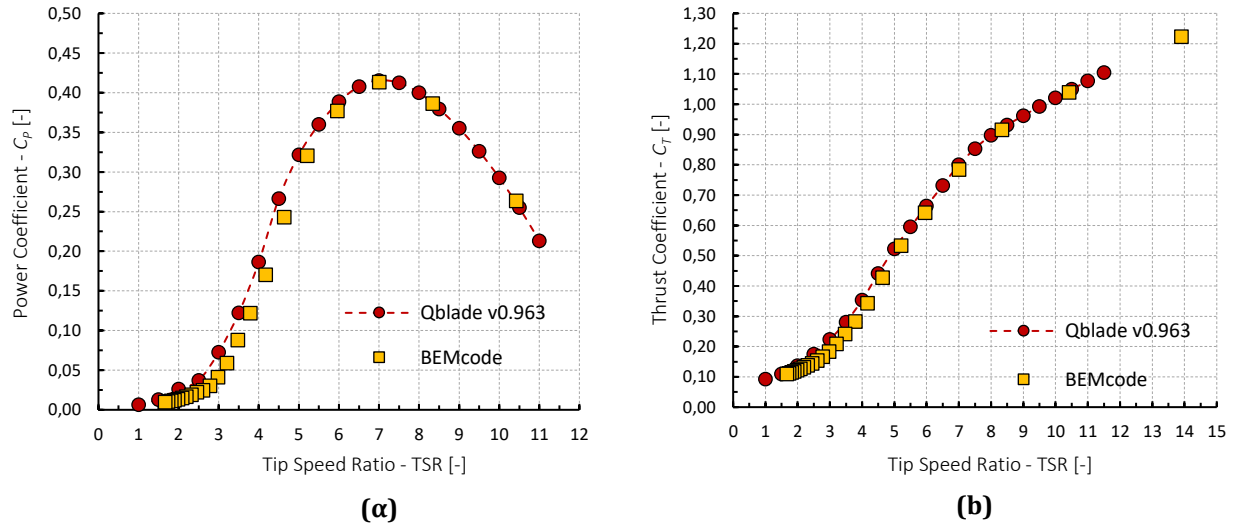 Power Coefficient - CP [-]
0,50
0,45
0,40
0,35
0,30
0,25
0,20
0,15
0,10
0,05
0,00
Qblade v0.963
BEMcode
0 1 2 3 4 5 6 7 8 9 10 11 12
Tip Speed Ratio - TSR [-]
(α)
Thrust Coefficient - CT [-]
1,30
1,20
1,10
1,00
0,90
0,80
0,70
0,60
0,50
0,40
0,30
0,20
0,10
0,00
Qblade v0.963
BEMcode
0 1 2 3 4 5 6 7 8 9 10 11 12 13 14 15
Tip Speed Ratio - TSR [-]
(b)